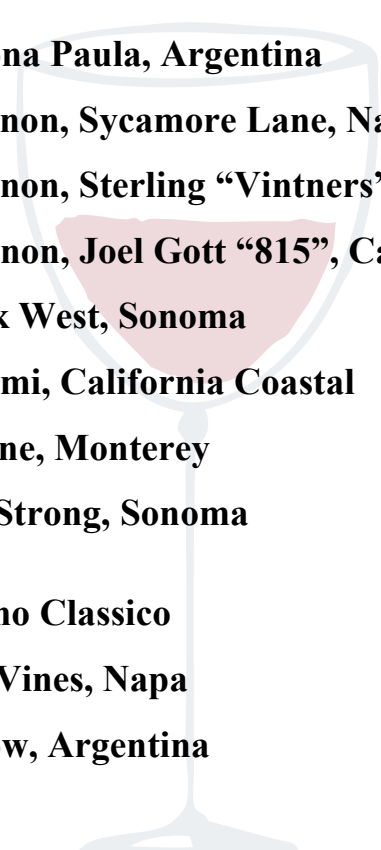 na Paula, Argentina
non, Sycamore Lane, Na
non, Sterling “Vintners’
non, Joel Gott “815”, Ca
x West, Sonoma
mi, California Coastal
ne, Monterey
Strong, Sonoma
no Classico
Vines, Napa
w, Argentina